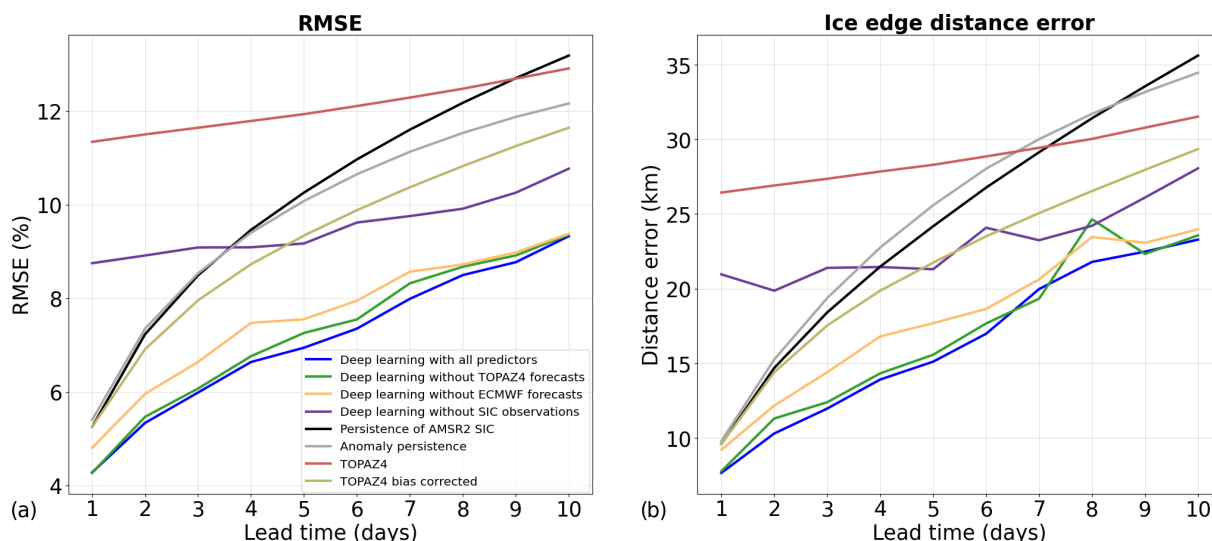 RMSE
RMSE (%)
12
10
8
6
4
Deep learning with all predictors
Deep learning without TOPAZ4 forecasts
Deep learning without ECMWF forecasts
Deep learning without SIC observations
Persistence of AMSR2 SIC
Anomaly persistence
TOPAZ4
TOPAZ4 bias corrected
1 2 3 4 5 6 7 8 9 10
Lead time (days)
(a)
Ice edge distance error
Distance error (km)
35
30
25
20
15
10
1 2 3 4 5 6 7 8 9 10
Lead time (days)
(b)